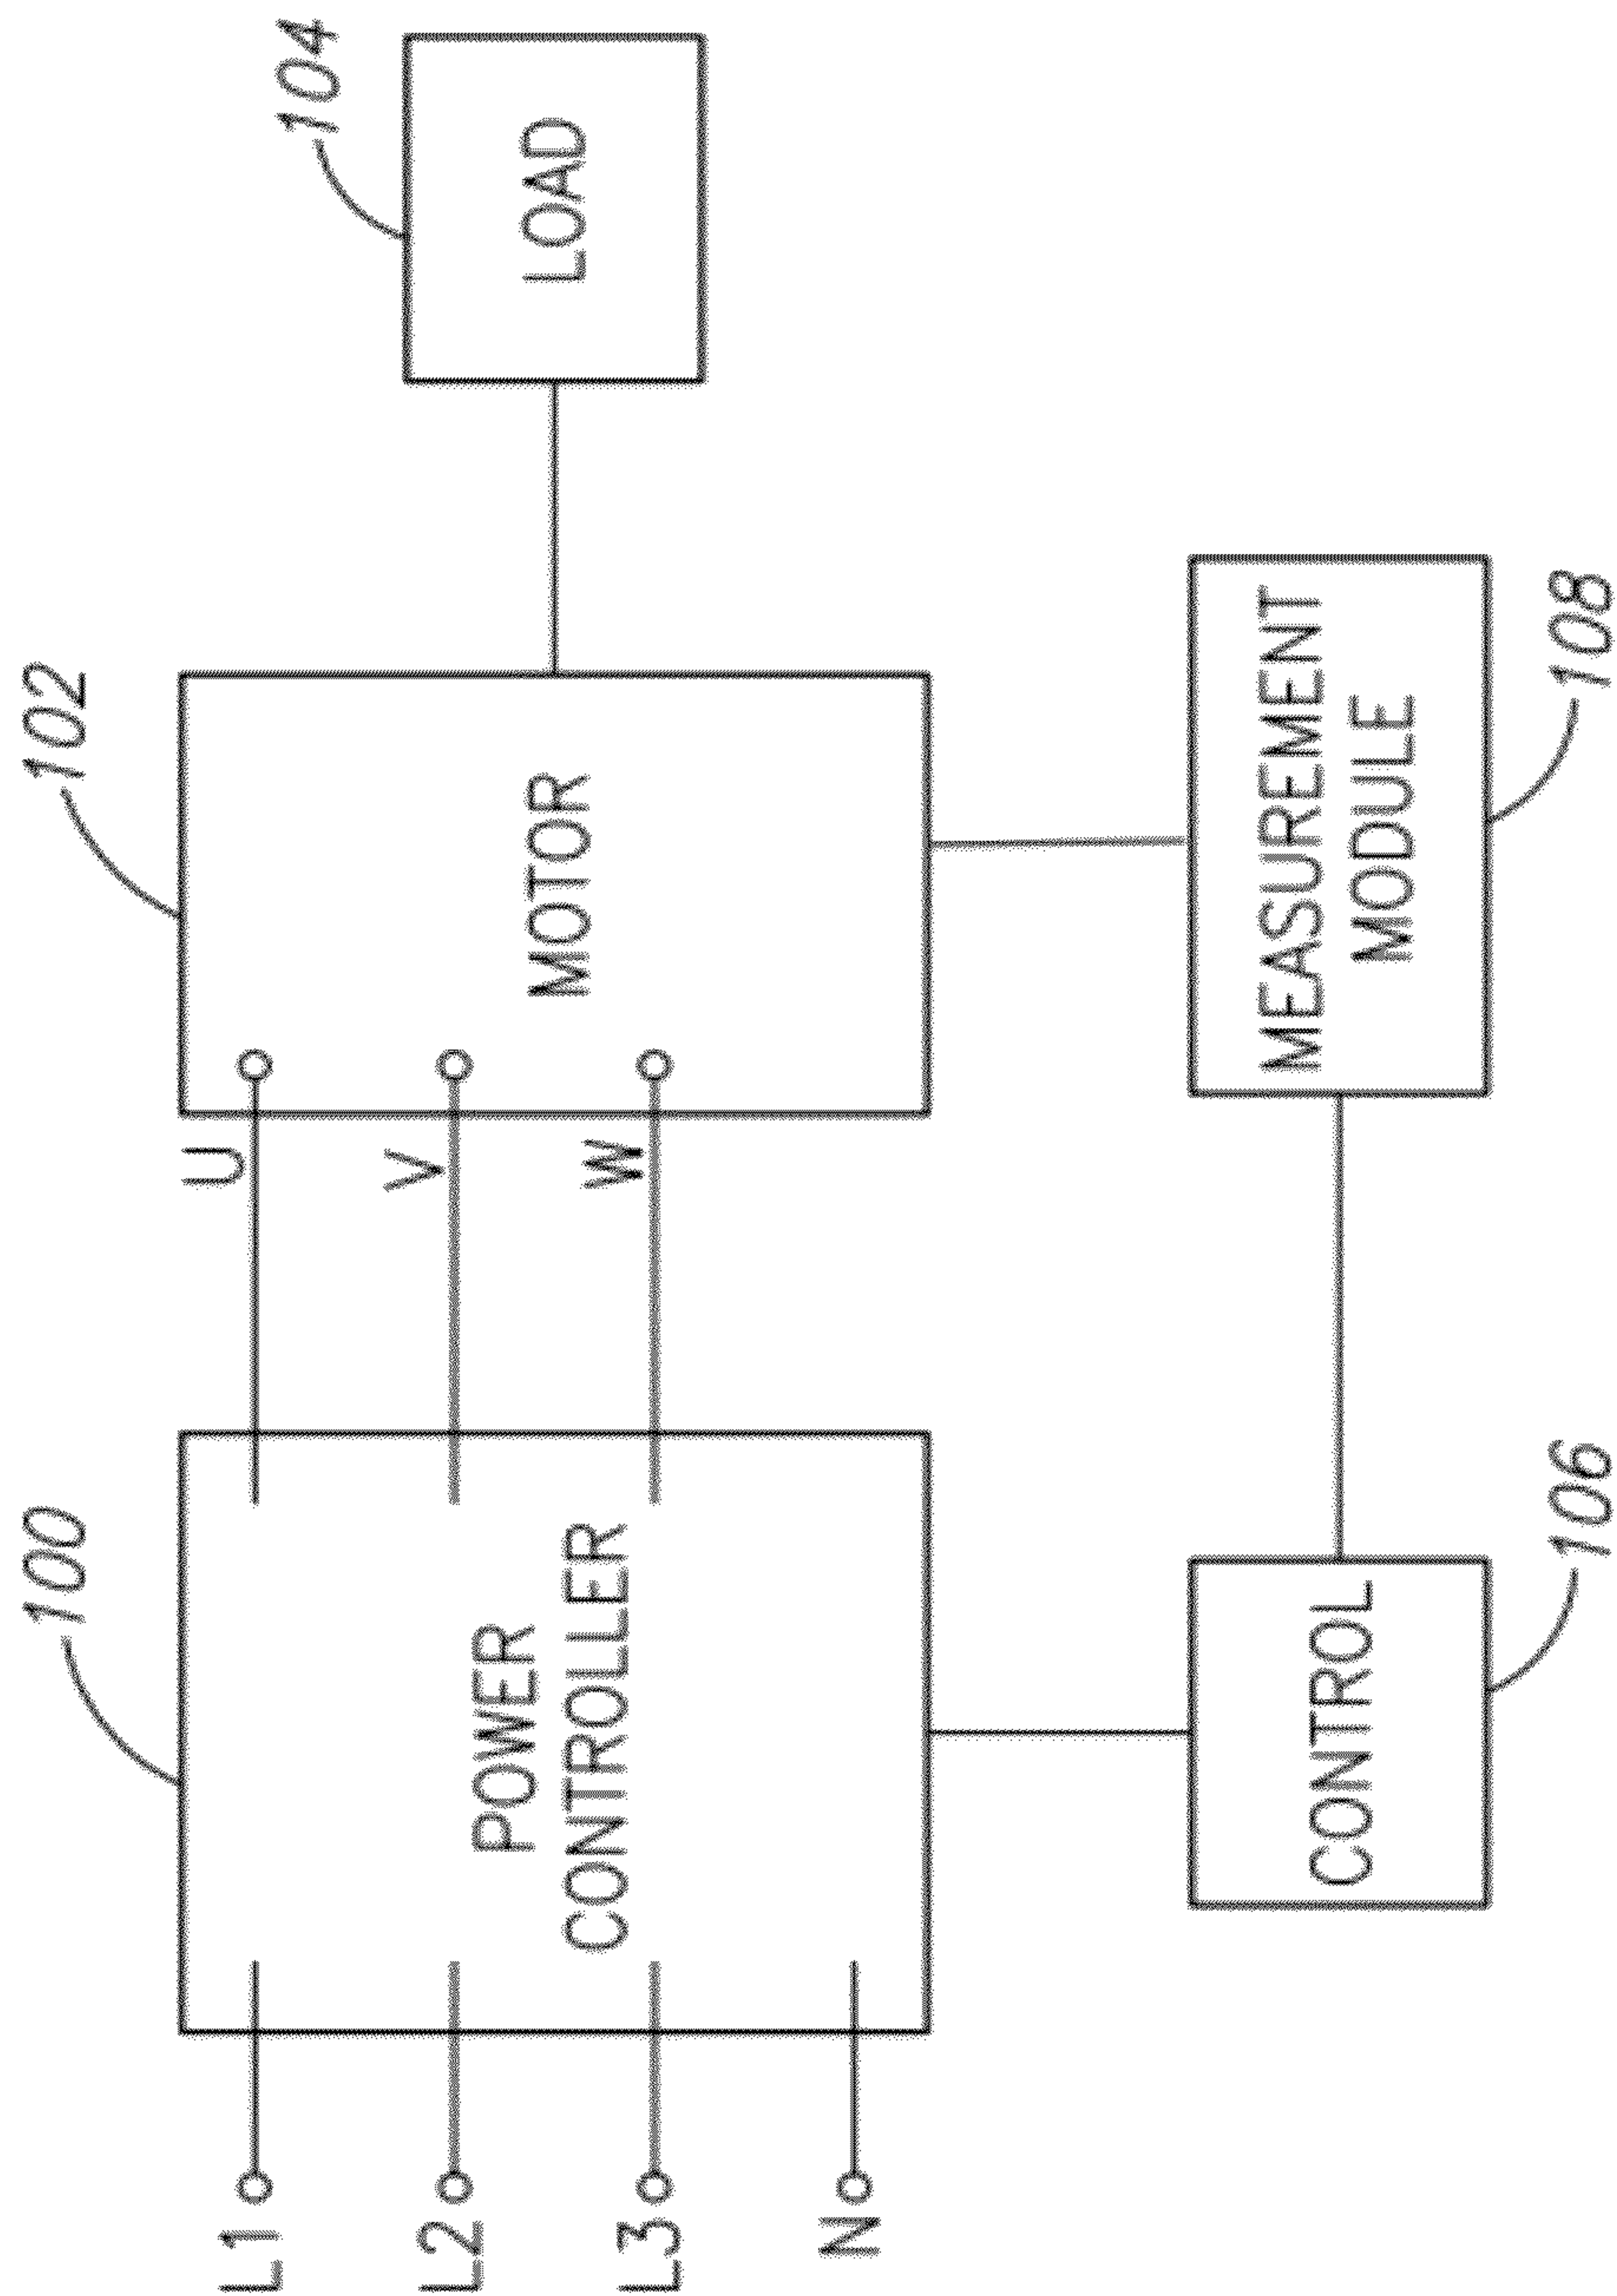 100
102
104
L1
L2
L3
N
POWER
CONTROLLER
U
V
W
MOTOR
LOAD
CONTROL
MEASUREMENT
MODULE
106
108